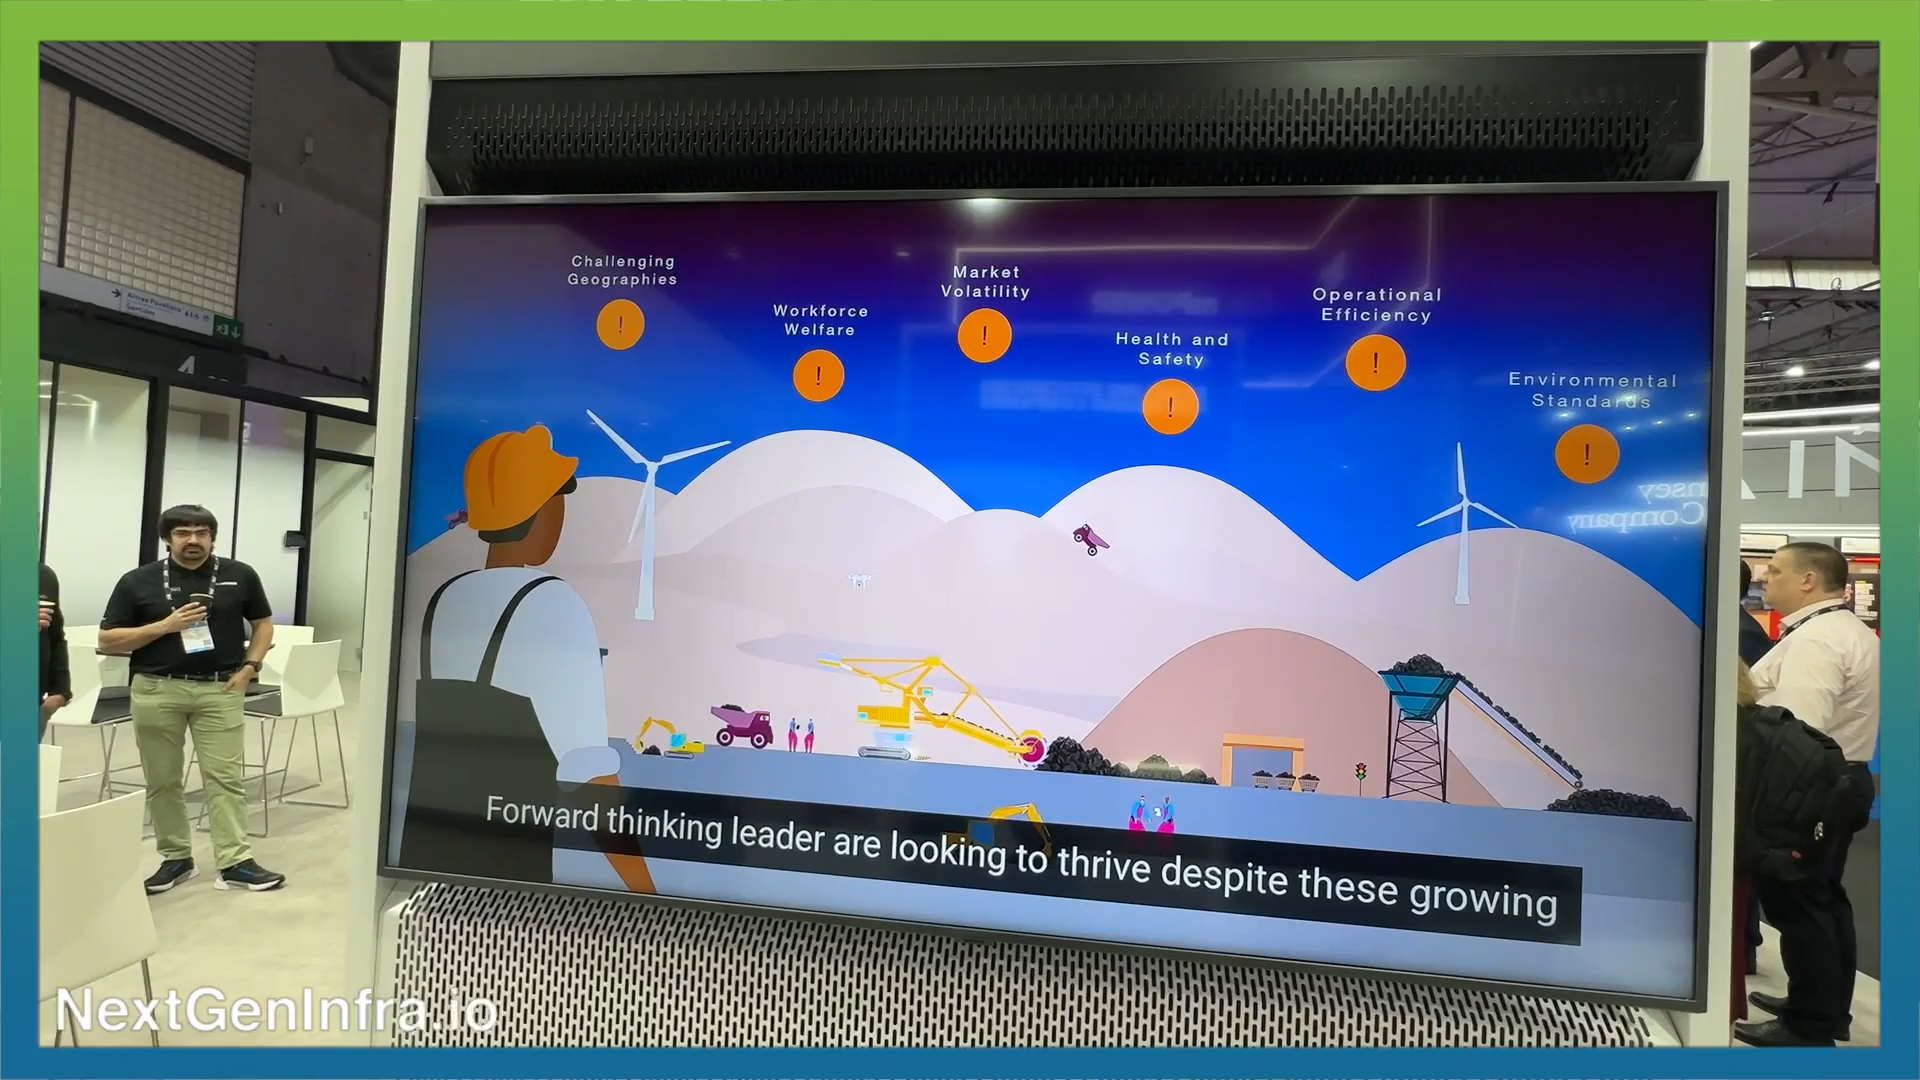 Challenging
Geographies
!
Workforce
Welfare
!
Market
Volatility
!
Health and
Safety
!
Operational
Efficiency
!
Environmental
Standards
!
Company
Forward thinking leader are looking to thrive despite these growing
NextGenInfra.io